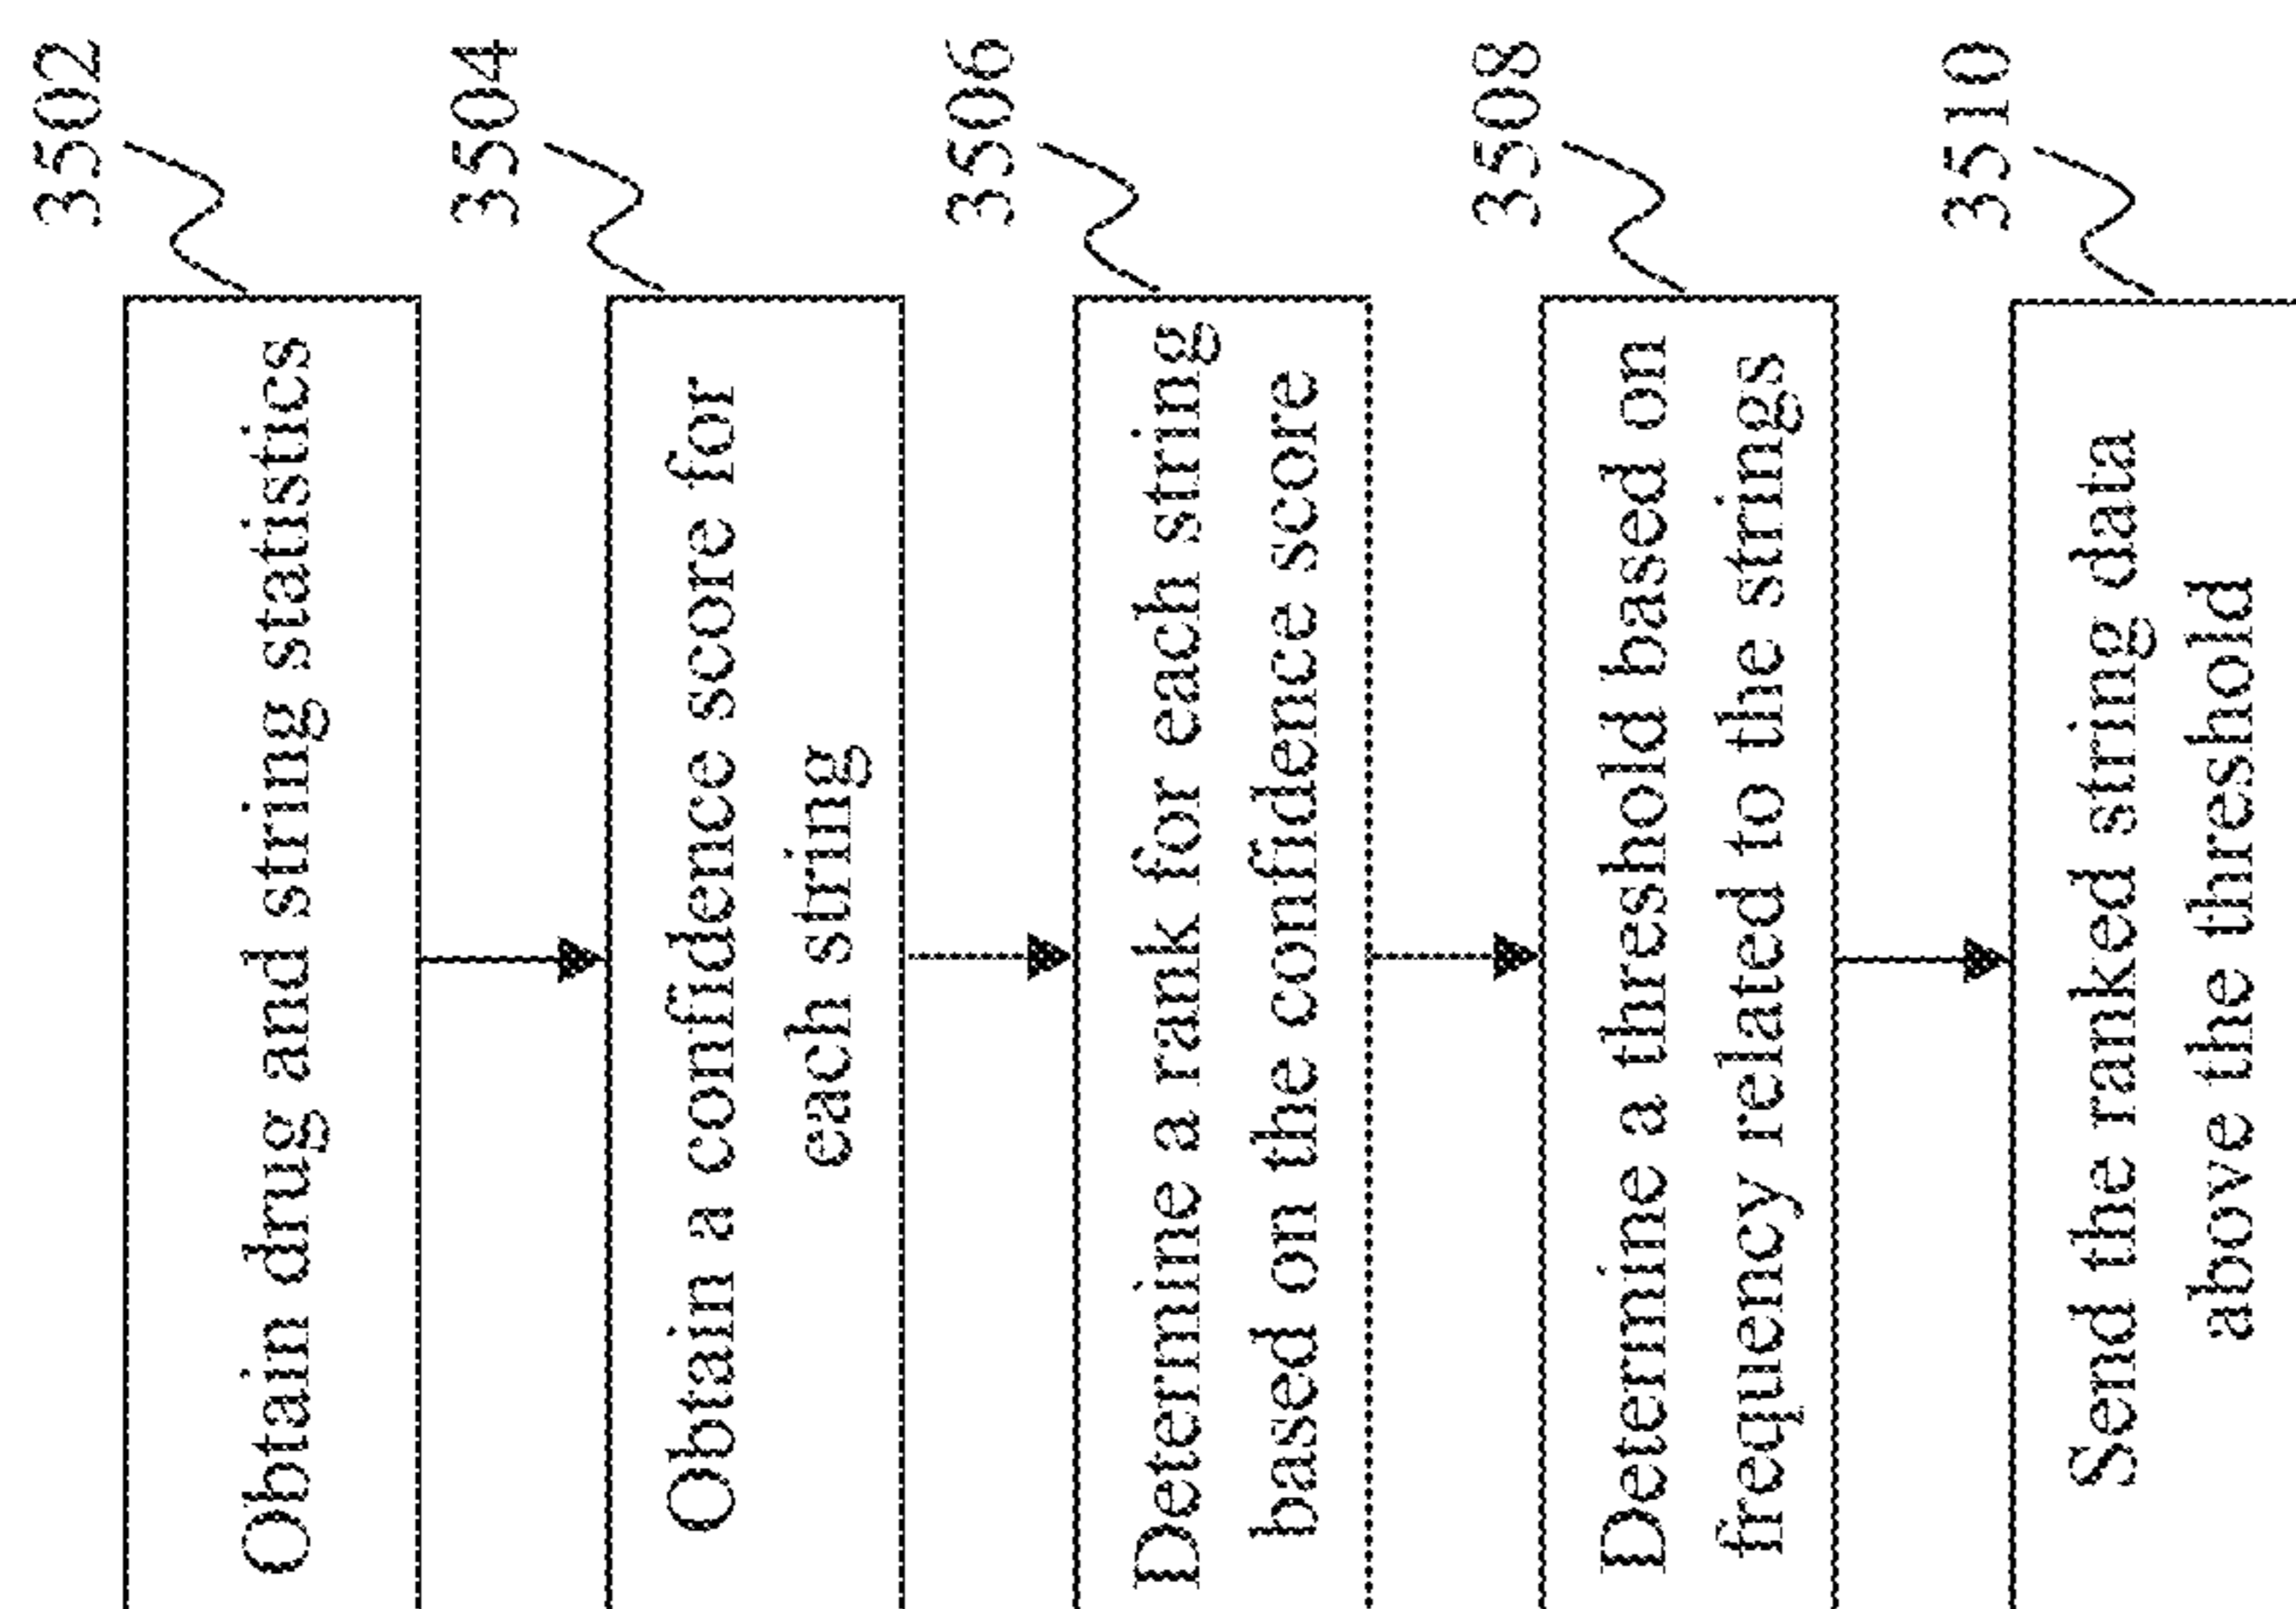 3502
Obtain drug and string statistics
3504
Obtain a confidence score for
each string
3506
Determine a rank for each string
based on the confidence score
3508
Determine a threshold based on
frequency related to the strings
3510
Send the ranked string data
above the threshold